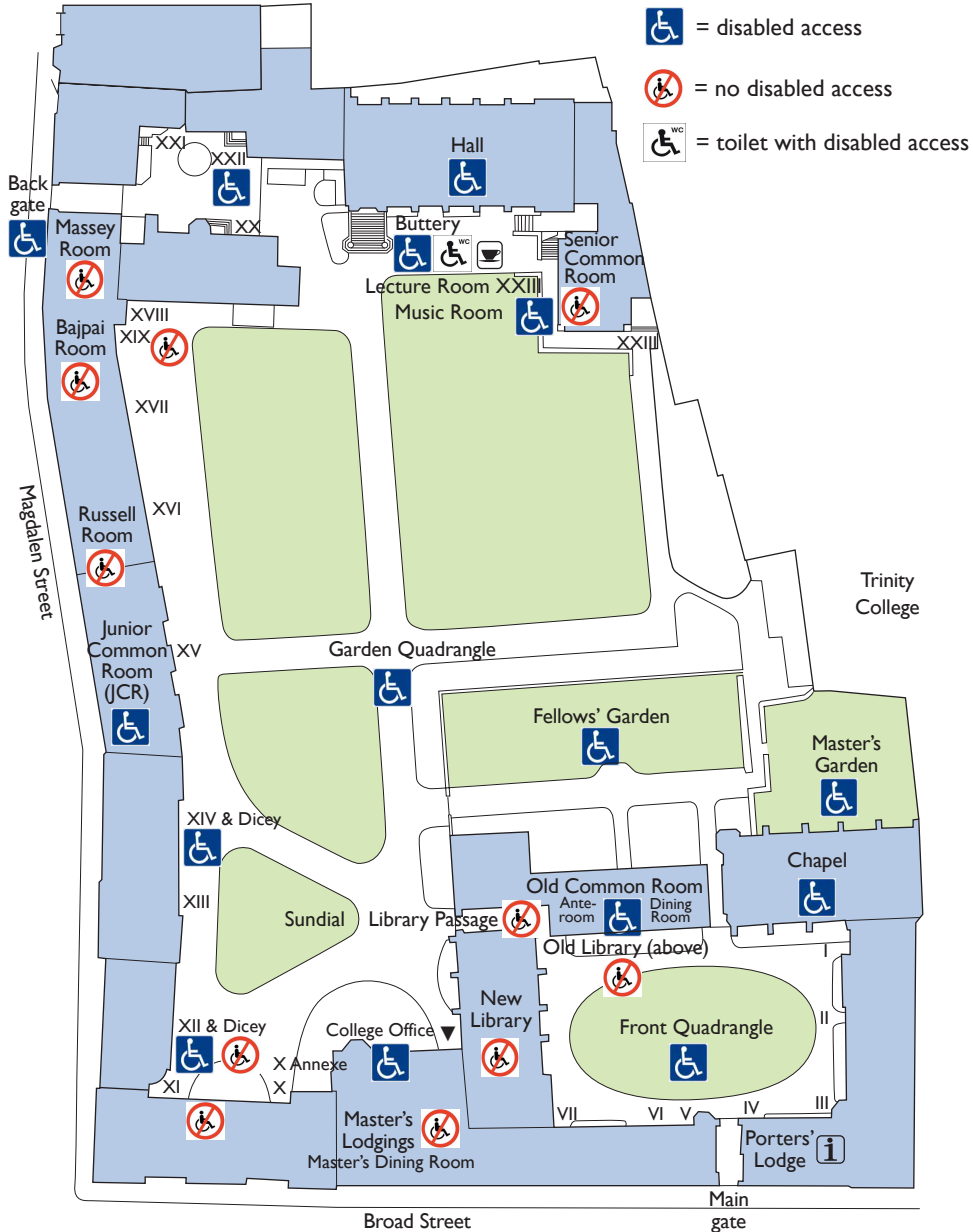 = disabled access
= no disabled access
WC
= toilet with disabled access
Hall
XXI
XXII
Back
gate
Massey
Room
XX
Buttery
WC
Senior
Common
Room
Lecture Room XXIII
Music Room
XVIII
XIX
XXIII
Bajpai
Room
XVII
Magdalen Street
XVI
Russell
Room
Trinity
College
Junior
Common
Room
(JCR)
XV
Garden Quadrangle
Fellows' Garden
Master's
Garden
XIV & Dicey
Chapel
XIII
Sundial
Library Passage
Old Common Room
Ante-
room
Dining
Room
Old Library (above)
I
New
Library
II
Front Quadrangle
XII & Dicey
College Office ▼
X Annexe
XI
X
VII
VI
V
IV
III
Master's
Lodgings
Master's Dining Room
Porters'
Lodge
i
Main
gate
Broad Street